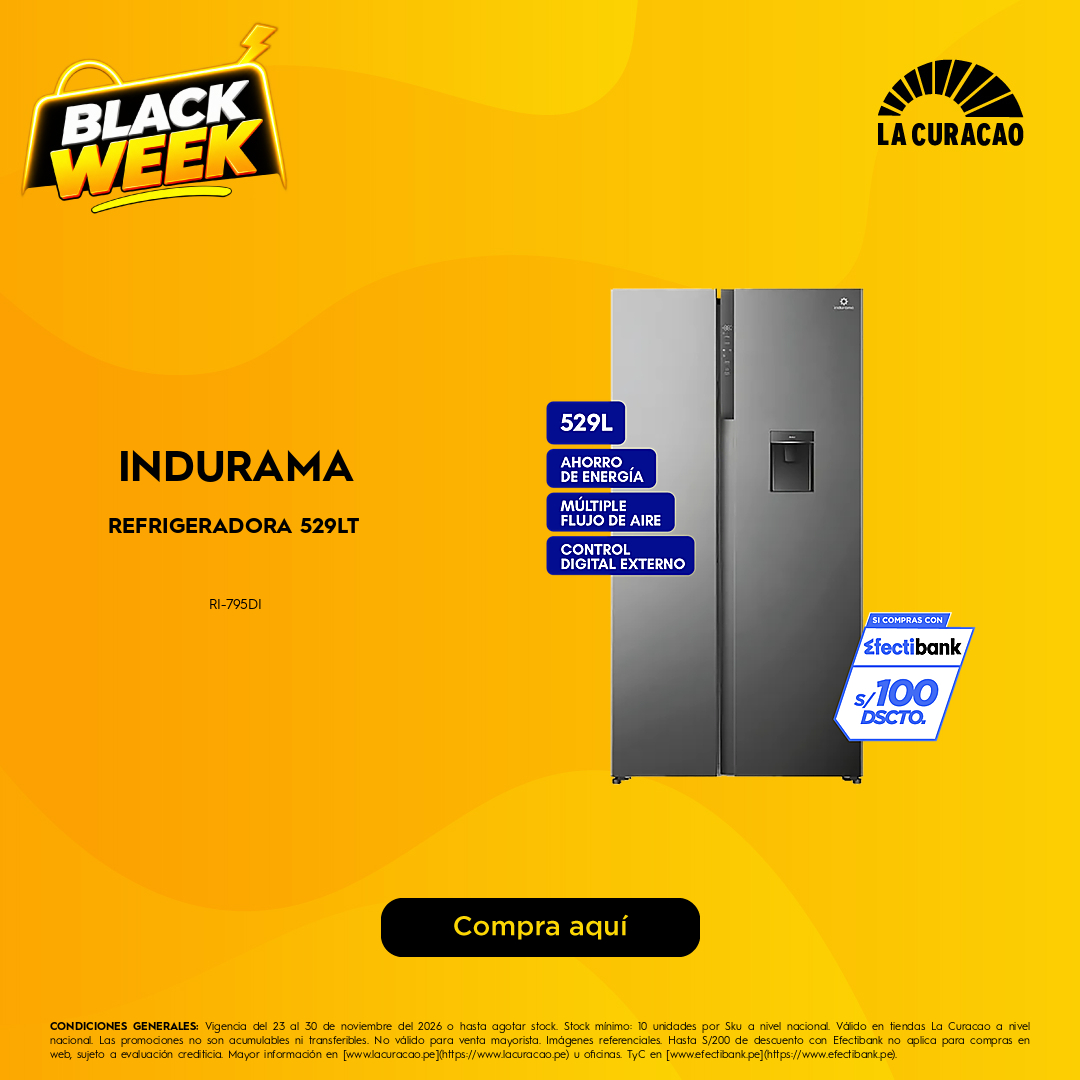 BLACK
WEEK
LA CURACAO
529L
AHORRO
DE ENERGÍA
MÚLTIPLE
FLUJO DE AIRE
CONTROL
DIGITAL EXTERNO
INDURAMA
REFRIGERADORA 529LT
RI-795DI
SI COMPRAS CON
Efectibank
S/100
DSCTO.
Compra aquí
CONDICIONES GENERALES: Vigencia del 23 al 30 de noviembre del 2026 o hasta agotar stock. Stock mínimo: 10 unidades por Sku a nivel nacional. Válido en tiendas La Curacao a nivel
nacional. Las promociones no son acumulables ni transferibles. No válido para venta mayorista. Imágenes referenciales. Hasta S/200 de descuento con Efectibank no aplica para compras en
web, sujeto a evaluación crediticia. Mayor información en [www.lacuracao.pe](https://www.lacuracao.pe) u oficinas. TyC en [www.efectibank.pe](https://www.efectibank.pe).